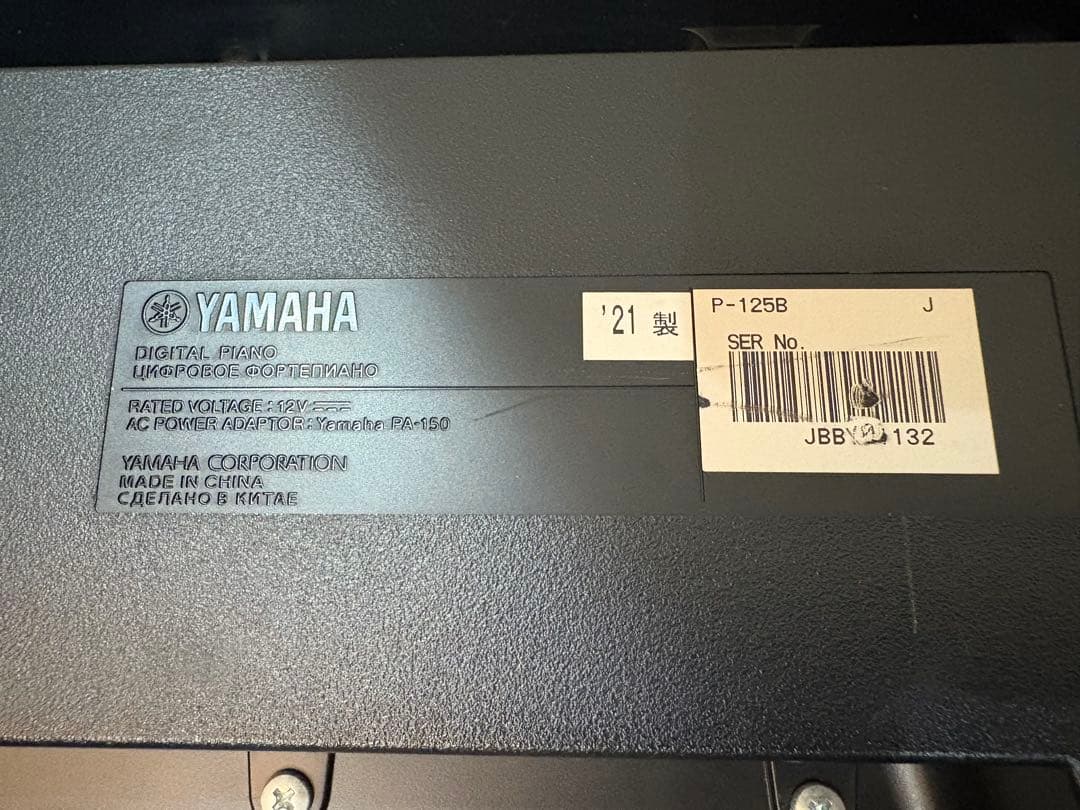 YAMAHA
DIGITAL PIANO
ЦИФРОВОЕ ФОРТЕПИАНО
RATED VOLTAGE : 12V
AC POWER ADAPTOR : Yamaha PA-150
YAMAHA CORPORATION
MADE IN CHINA
СДЕЛАНО В КИТАЕ
'21 製
P-125B J
SER No.